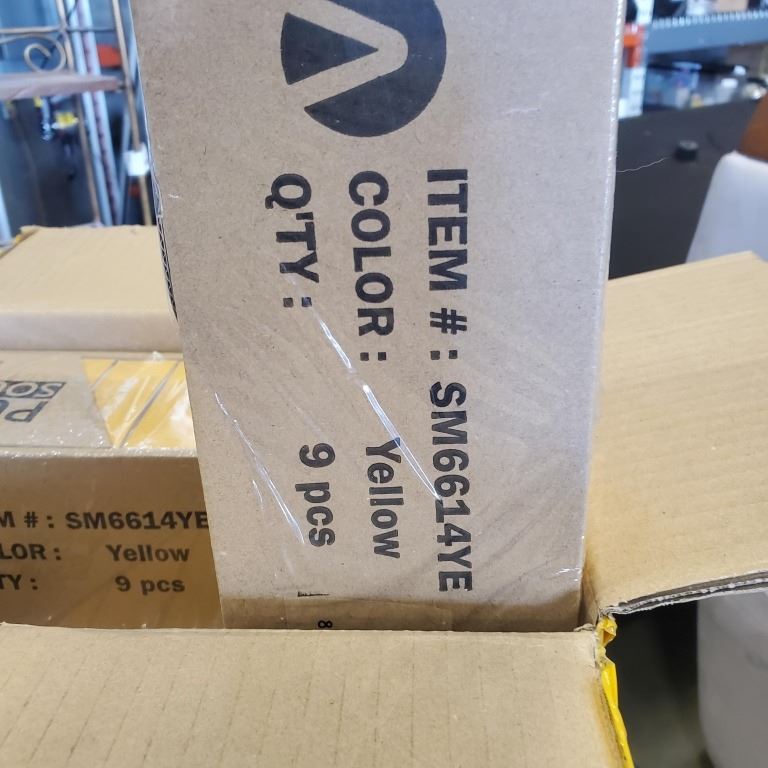 ITEM # : SM6614YE
COLOR : Yellow
Q'TY : 9 pcs
M # : SM6614YE
LOR : Yellow
TY : 9 pcs